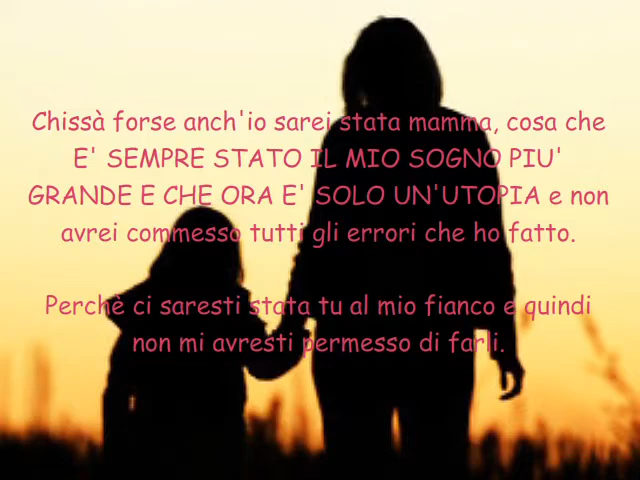 Chissà forse anch'io sarei stata mamma, cosa che
E' SEMPRE STATO IL MIO SOGNO PIU'
GRANDE E CHE ORA E' SOLO UN'UTOPIA e non
avrei commesso tutti gli errori che ho fatto.
Perchè ci saresti stata tu al mio fianco e quindi
non mi avresti permesso di farli.